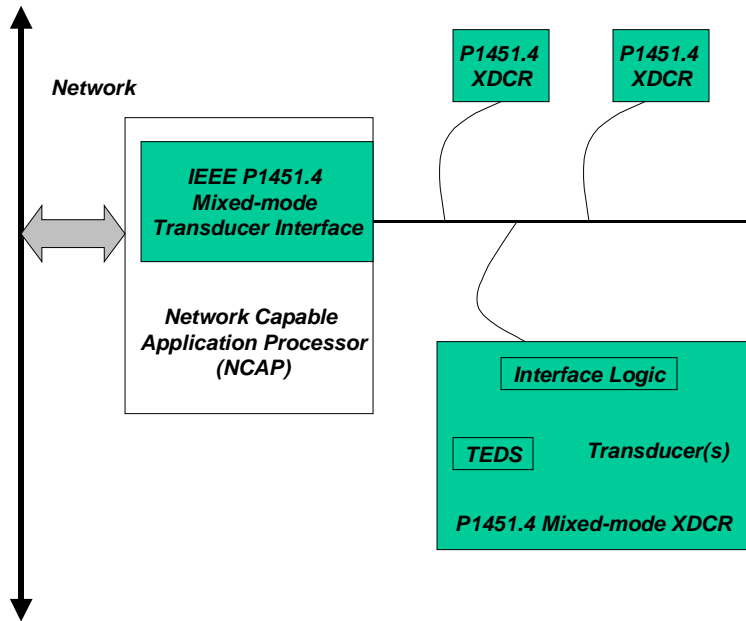 P1451.4
XDCR
P1451.4
XDCR
Network
IEEE P1451.4
Mixed-mode
Transducer Interface
Network Capable
Application Processor
(NCAP)
Interface Logic
TEDS
Transducer(s)
P1451.4 Mixed-mode XDCR